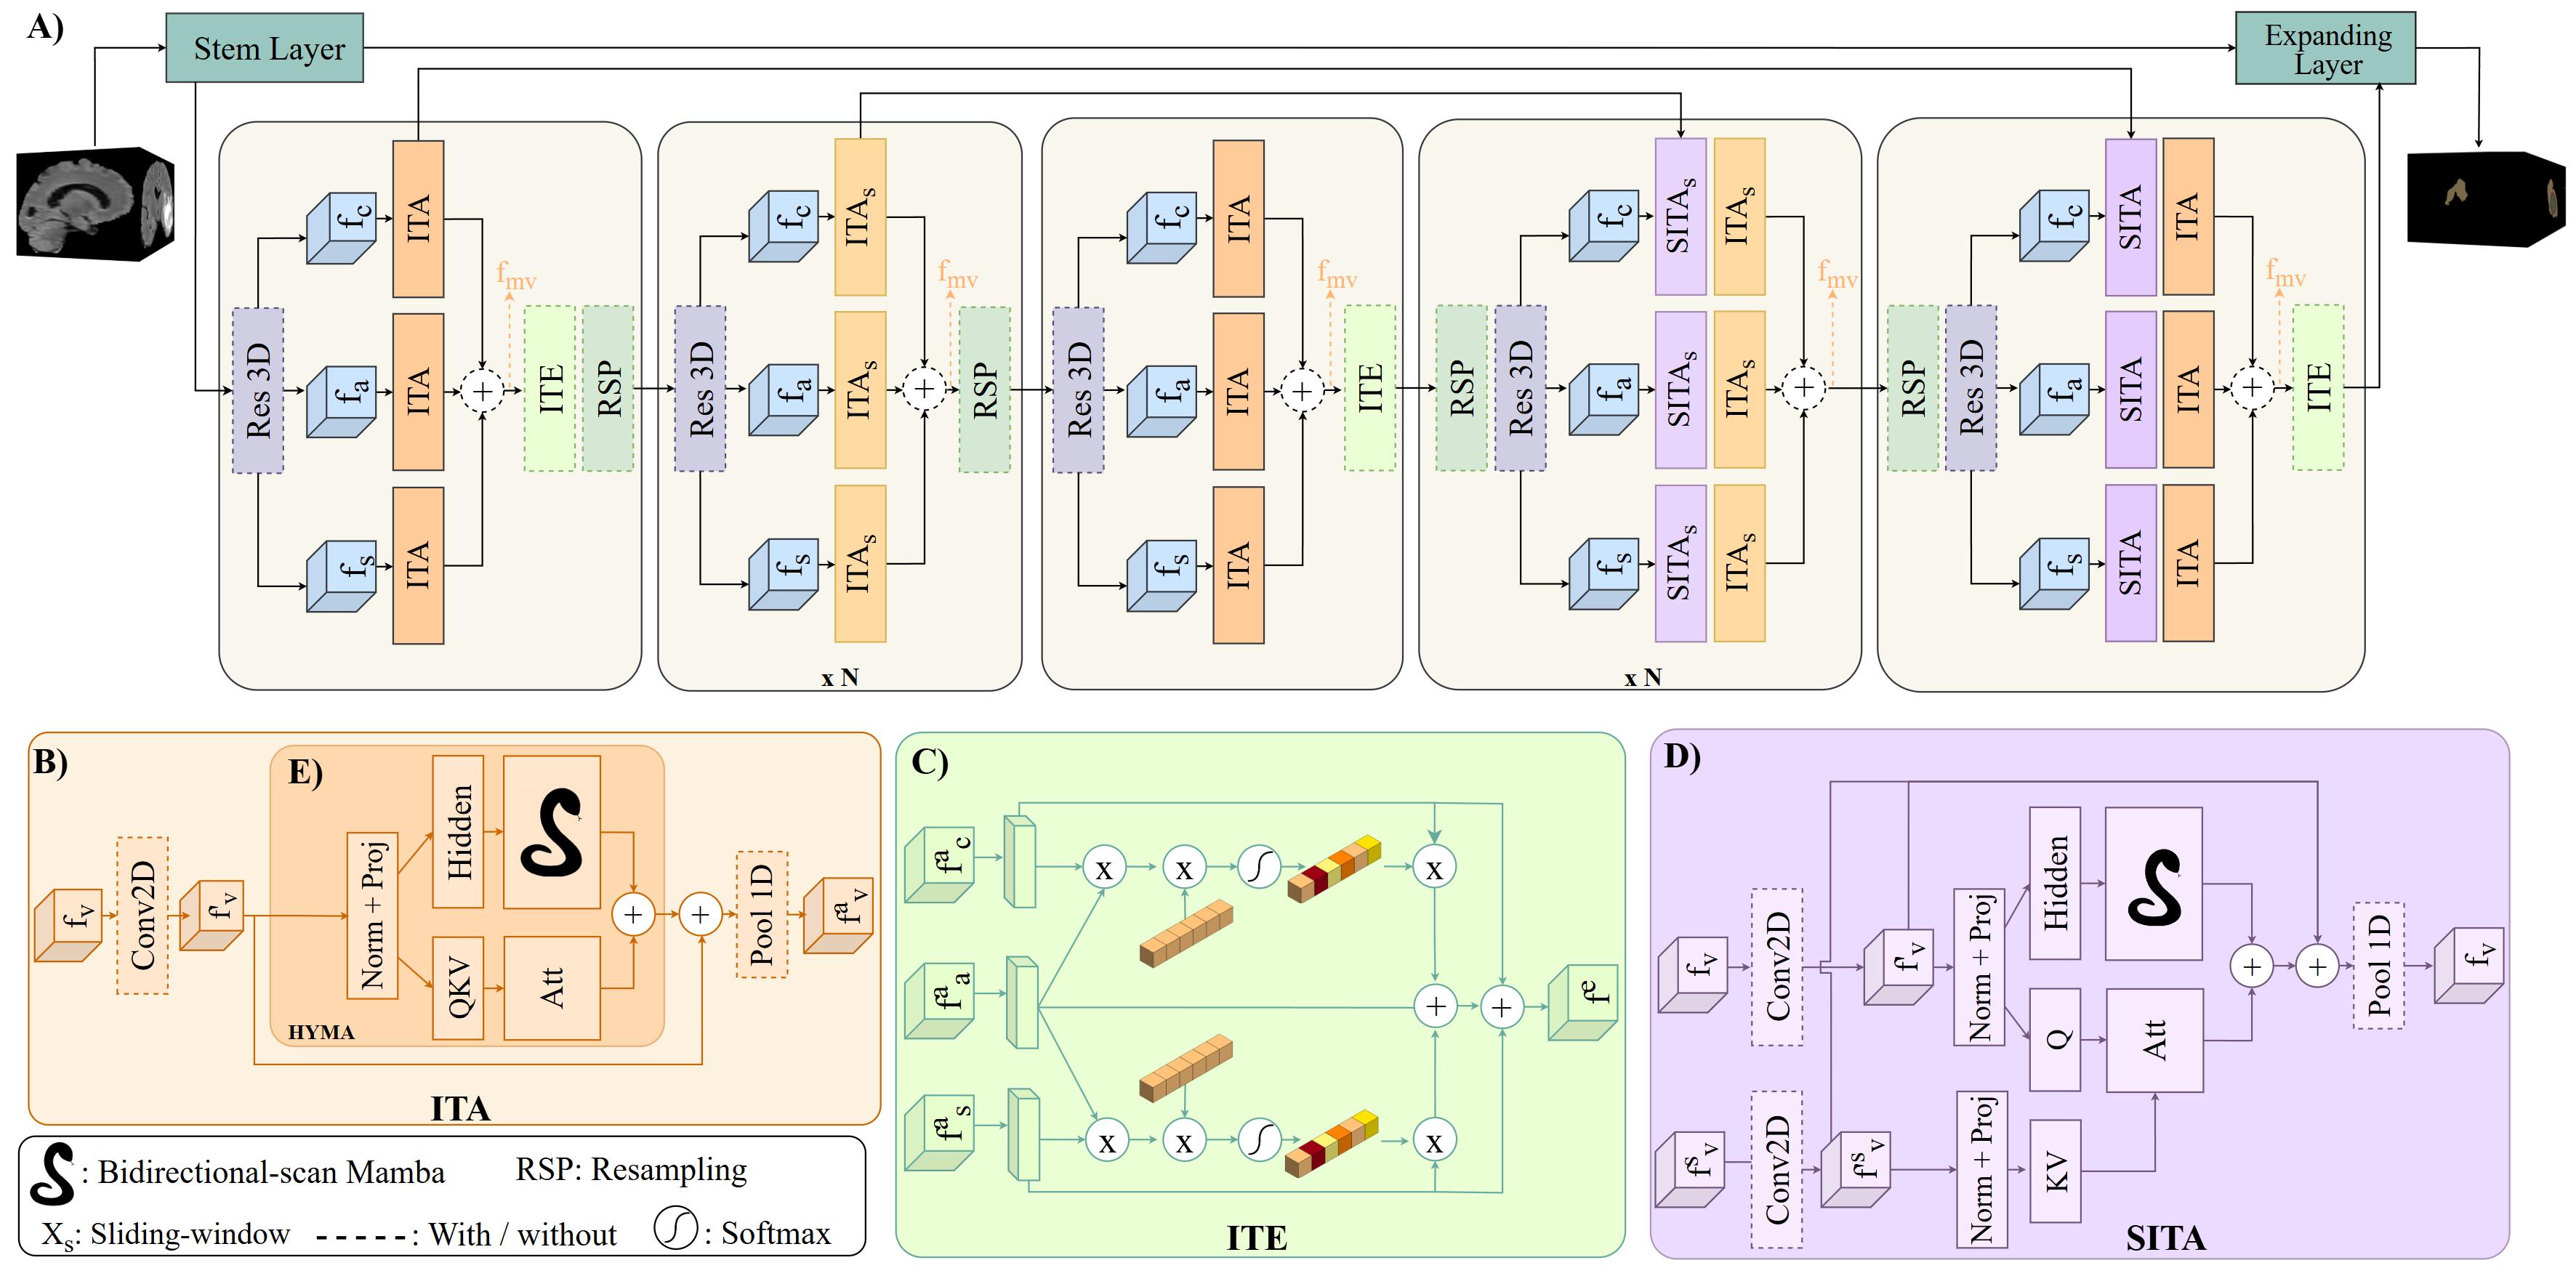 A)
Stem Layer
Expanding
Layer
Res 3D
f_c
f_a
f_s
ITA
ITA
ITA
+
f_mv
ITE
RSP
Res 3D
f_c
f_a
f_s
ITA_s
ITA_s
ITA_s
+
f_mv
RSP
x N
Res 3D
f_c
f_a
f_s
ITA
ITA
ITA
+
f_mv
ITE
RSP
Res 3D
f_c
f_a
f_s
SITA_s
SITA_s
SITA_s
ITA_s
ITA_s
ITA_s
+
f_mv
x N
RSP
Res 3D
f_c
f_a
f_s
SITA
SITA
SITA
ITA
ITA
ITA
+
f_mv
ITE
B)
f_v
Conv2D
f'_v
E)
Norm + Proj
Hidden
QKV
Att
HYMA
+
+
Pool 1D
f^a_v
ITA
C)
f^a_c
f^a_a
f^a_s
x
x
x
x
x
x
+
+
f^e
ITE
D)
f_v
Conv2D
f'_v
Norm + Proj
Hidden
Q
Att
+
+
Pool 1D
f_v
f^s_v
Conv2D
f'^s_v
Norm + Proj
KV
SITA
: Bidirectional-scan Mamba
RSP: Resampling
X_s: Sliding-window
: With / without
: Softmax